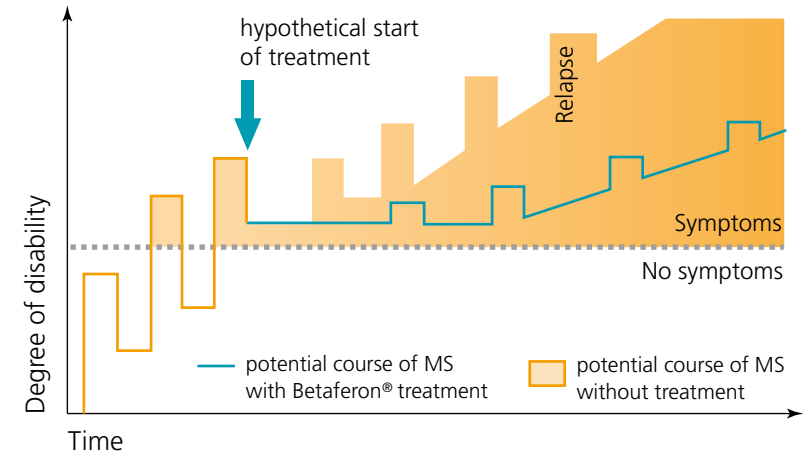 hypothetical start
of treatment
Relapse
Symptoms
No symptoms
Degree of disability
potential course of MS
with Betaferon® treatment
potential course of MS
without treatment
Time